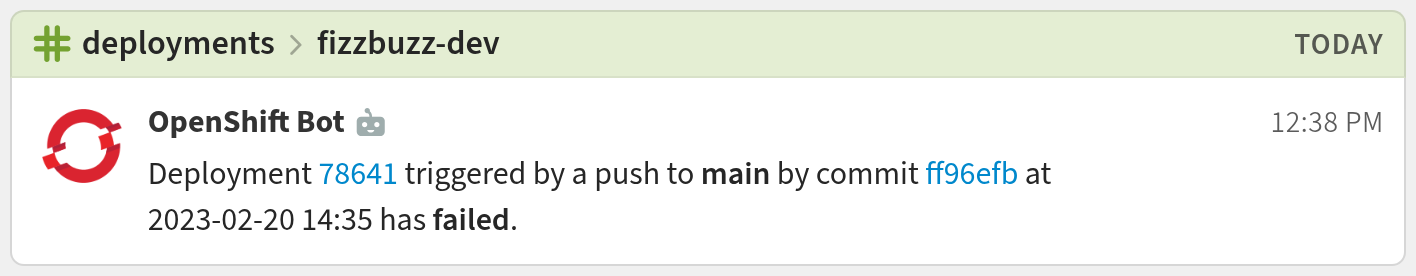 deployments > fizzbuzz-dev TODAY
OpenShift Bot 12:38 PM
Deployment 78641 triggered by a push to main by commit ff96efb at
2023-02-20 14:35 has failed.